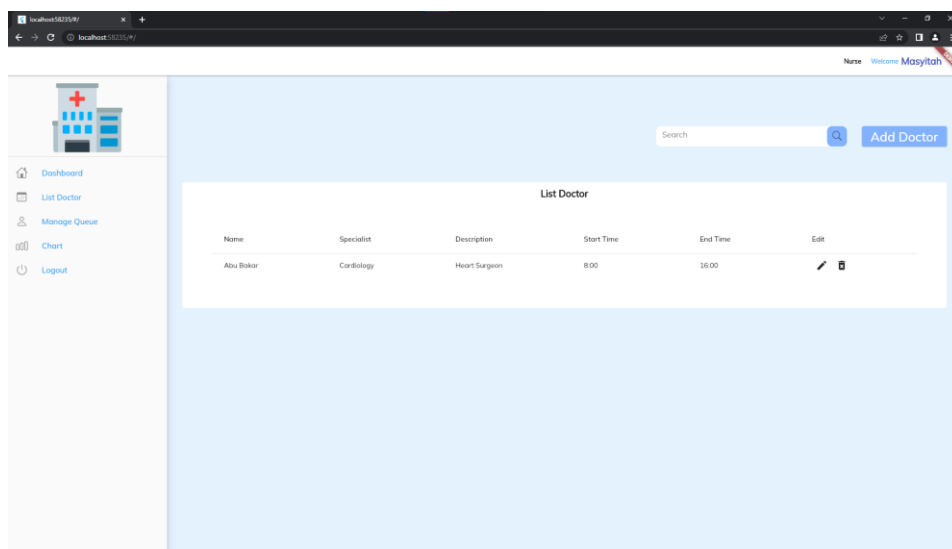 localhost:58235/#/
localhost:58235/#/
Nurse Welcome Masyitah
Search
Add Doctor
Dashboard
List Doctor
Manage Queue
Chart
Logout
List Doctor
Name Specialist Description Start Time End Time Edit
Abu Bakar Cardiology Heart Surgeon 8:00 16:00